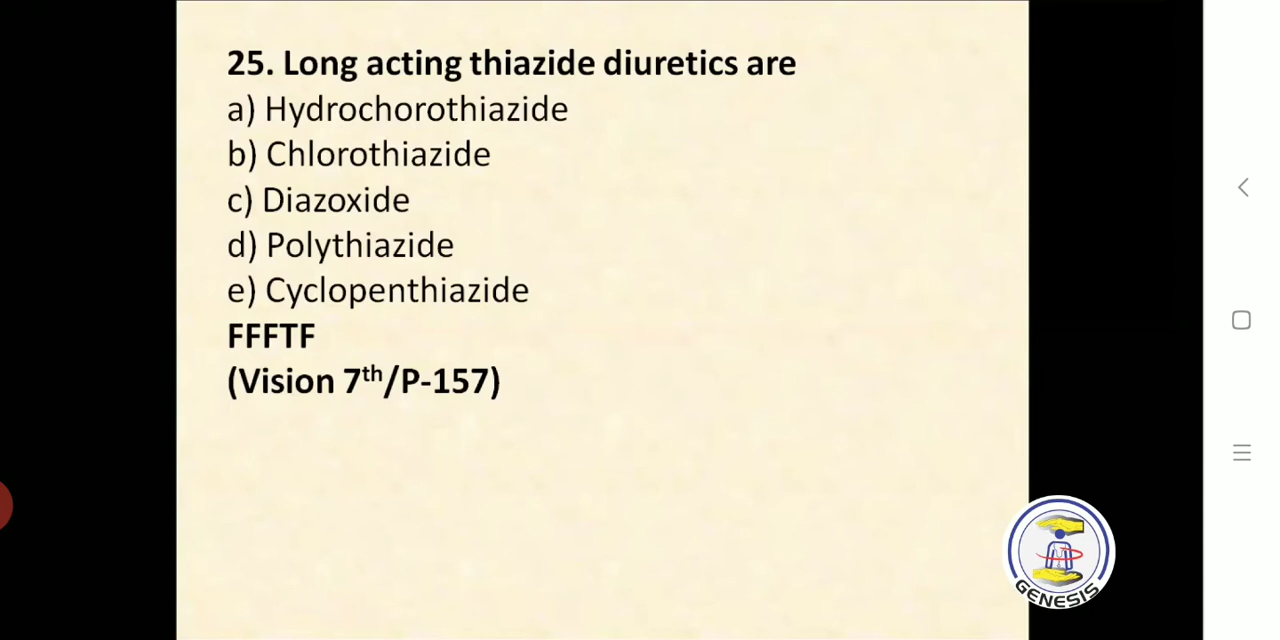 25. Long acting thiazide diuretics are
a) Hydrochorothiazide
b) Chlorothiazide
c) Diazoxide
d) Polythiazide
e) Cyclopenthiazide
FFFTF
(Vision 7th/P-157)
GENESIS